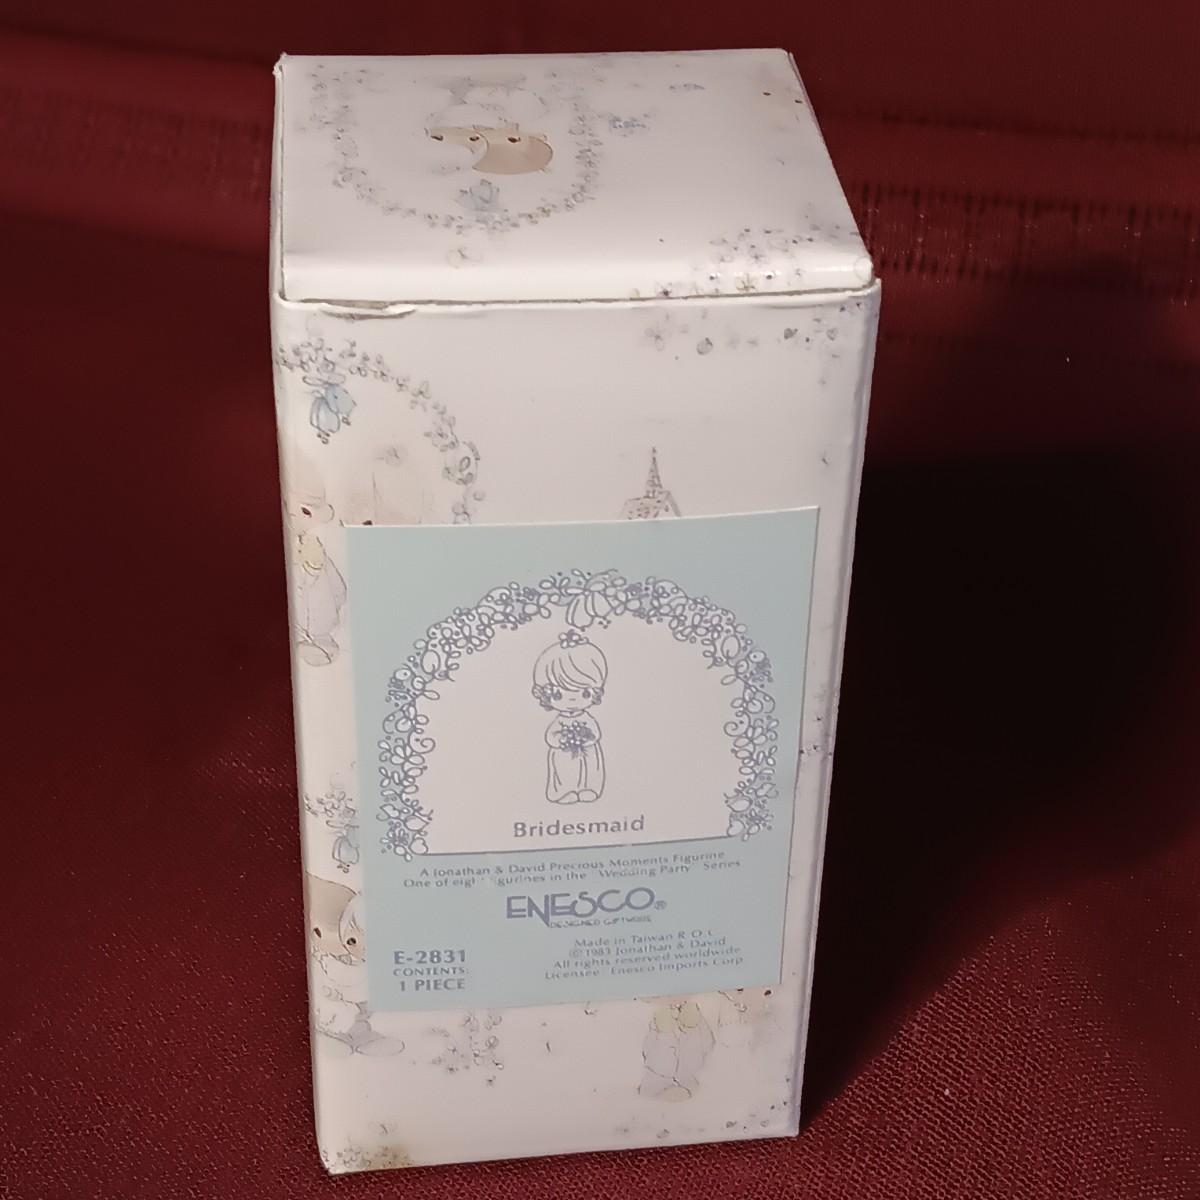 Bridesmaid
A Jonathan & David Precious Moments Figurine
One of eig figurines in the "Wedding Party" Series
ENESCO®
DESIGNED GIFTWARE
E-2831
CONTENTS:
1 PIECE
Made in Taiwan R.O.C.
©1983 Jonathan & David
All rights reserved worldwide
Licensee: Enesco Imports Corp.